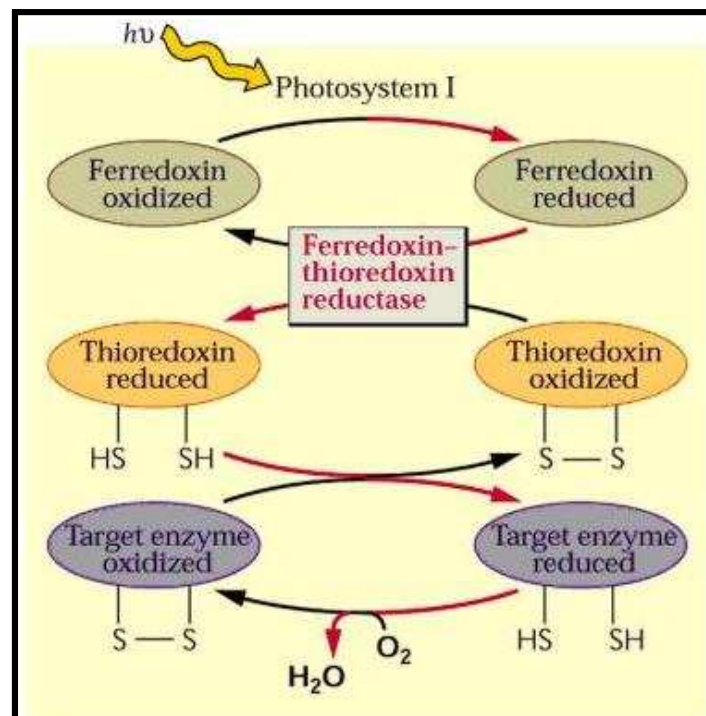 hυ
Photosystem I
Ferredoxin
oxidized
Ferredoxin
reduced
Ferredoxin–
thioredoxin
reductase
Thioredoxin
reduced
Thioredoxin
oxidized
HS SH
S — S
Target enzyme
oxidized
Target enzyme
reduced
S — S
HS SH
O₂
H₂O